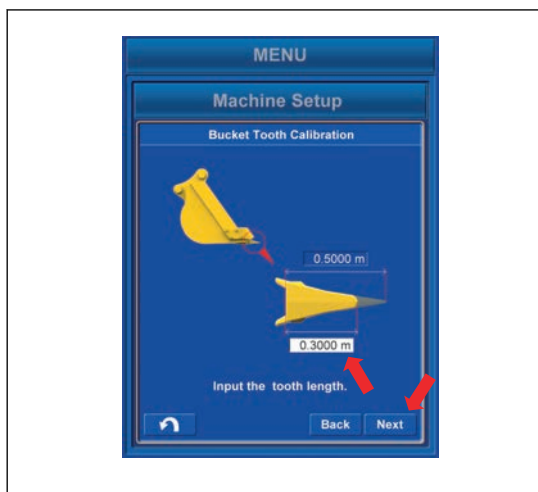 MENU
Machine Setup
Bucket Tooth Calibration
0.5000 m
0.3000 m
Input the tooth length.
Back Next